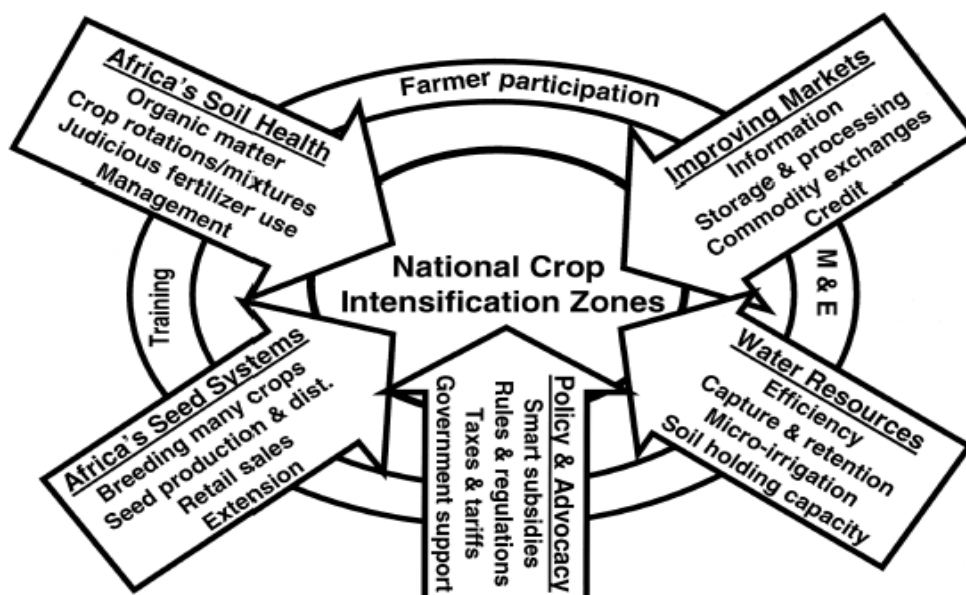 Africa's Soil Health
Organic matter
Crop rotations/mixtures
Judicious fertilizer use
Management
Farmer participation
Improving Markets
Information
Storage & processing
Commodity exchanges
Credit
National Crop
Intensification Zones
Training
M & E
Africa's Seed Systems
Breeding many crops
Seed production & dist.
Retail sales
Extension
Policy & Advocacy
Smart subsidies
Rules & regulations
Taxes & tariffs
Government support
Water Resources
Efficiency
Capture & retention
Micro-irrigation
Soil holding capacity